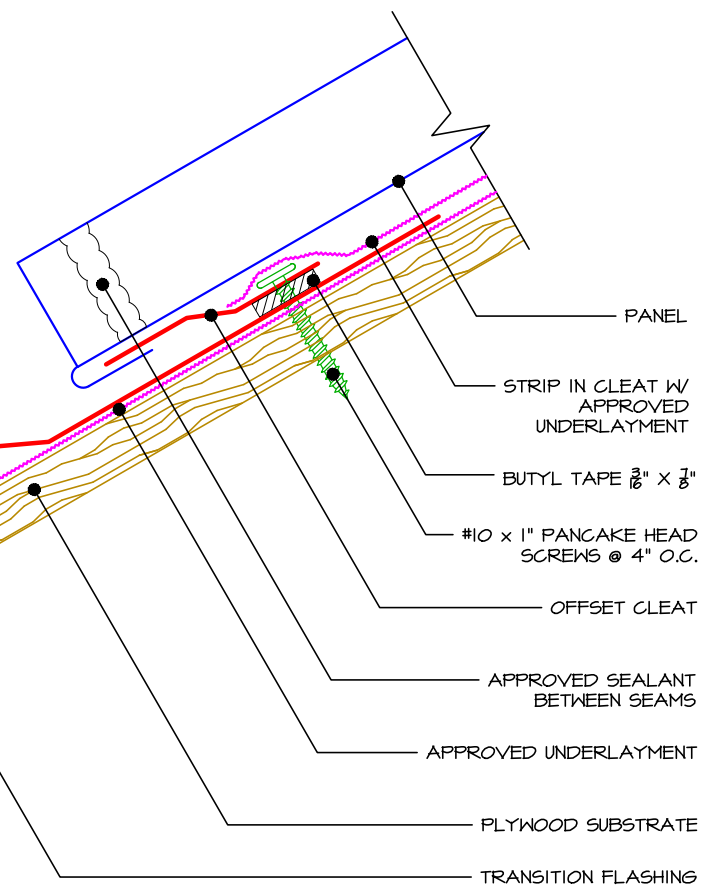 PANEL
STRIP IN CLEAT W/
APPROVED
UNDERLAYMENT
BUTYL TAPE 3/16" X 7/8"
#10 x 1" PANCAKE HEAD
SCREWS @ 4" O.C.
OFFSET CLEAT
APPROVED SEALANT
BETWEEN SEAMS
APPROVED UNDERLAYMENT
PLYWOOD SUBSTRATE
TRANSITION FLASHING